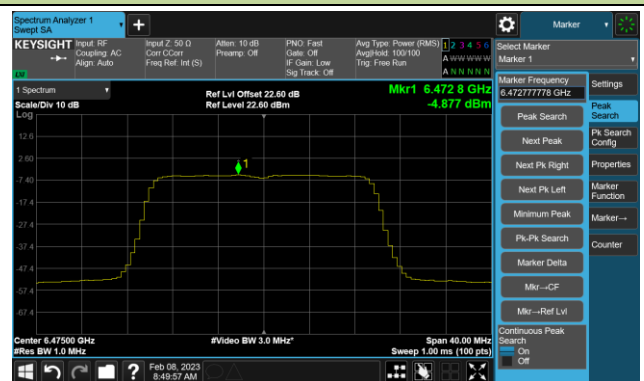 Spectrum Analyzer 1
Swept SA
Marker
KEYSIGHT
Input: RF
Coupling: AC
Align: Auto
Input Z: 50 Ω
Corr CCorr
Freq Ref: Int (S)
Atten: 10 dB
Preamp: Off
PNO: Fast
Gate: Off
IF Gain: Low
Sig Track: Off
Avg Type: Power (RMS)
Avg|Hold: 100/100
Trig: Free Run
1 2 3 4 5 6
A W W W W W
A N N N N N
LW
Select Marker
Marker 1
1 Spectrum
Scale/Div 10 dB
Log
Ref Lvl Offset 22.60 dB
Ref Level 22.60 dBm
Mkr1 6.472 8 GHz
-4.877 dBm
12.6
2.60
-7.40
-17.4
-27.4
-37.4
-47.4
-57.4
-67.4
1
Center 6.47500 GHz
#Res BW 1.0 MHz
#Video BW 3.0 MHz*
Span 40.00 MHz
Sweep 1.00 ms (100 pts)
Marker Frequency
6.472777778 GHz
Peak Search
Next Peak
Next Pk Right
Next Pk Left
Minimum Peak
Pk-Pk Search
Marker Delta
Mkr→CF
Mkr→Ref Lvl
Continuous Peak
Search
On
Off
Settings
Peak
Search
Pk Search
Config
Properties
Marker
Function
Marker→
Counter
Feb 08, 2023
8:49:57 AM